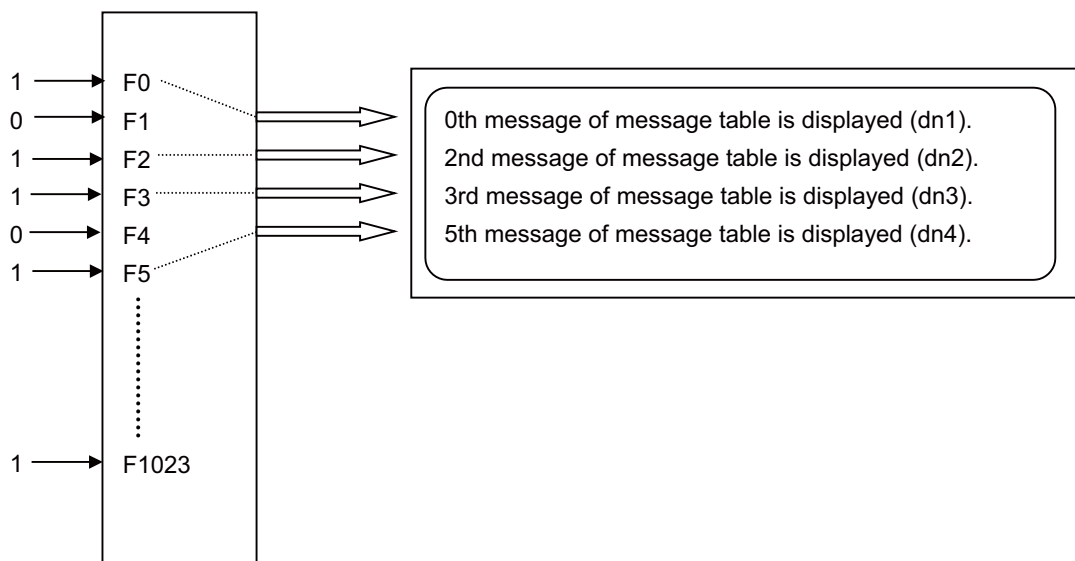 1 F0
0 F1
1 F2
1 F3
0 F4
1 F5
1 F1023
0th message of message table is displayed (dn1).
2nd message of message table is displayed (dn2).
3rd message of message table is displayed (dn3).
5th message of message table is displayed (dn4).